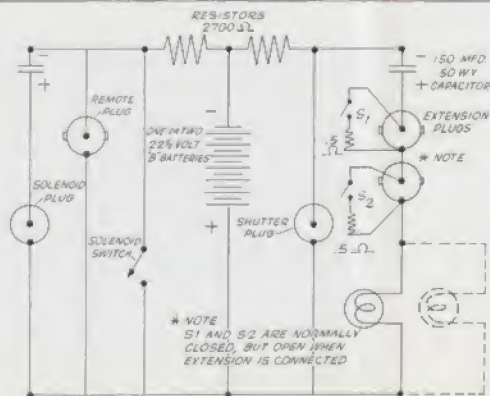 RESISTORS
2700 Ω
-
+
REMOTE
PLUG
-
ONE OR TWO
22½ VOLT
"B" BATTERIES
+
SOLENOID
PLUG
SOLENOID
SWITCH
SHUTTER
PLUG
- 150 MFD.
50 WV
+ CAPACITOR
S1
EXTENSION
PLUGS
.5
Ω
* NOTE
S2
.5 Ω
* NOTE
S1 AND S2 ARE NORMALLY
CLOSED, BUT OPEN WHEN
EXTENSION IS CONNECTED